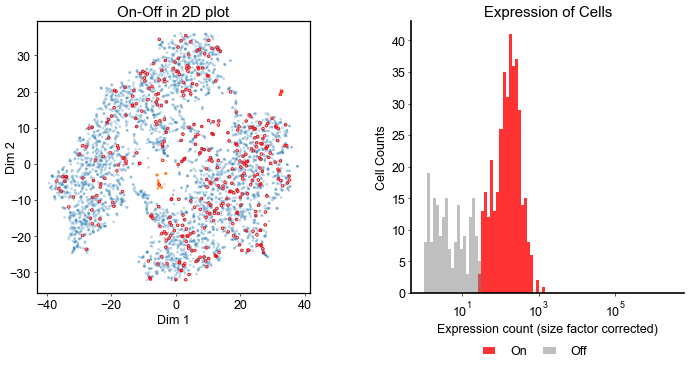 On-Off in 2D plot
Dim 2
30
20
10
0
−10
−20
−30
−40 −20 0 20 40
Dim 1
Expression of Cells
Cell Counts
40
35
30
25
20
15
10
5
0
10^1 10^3 10^5
Expression count (size factor corrected)
On Off